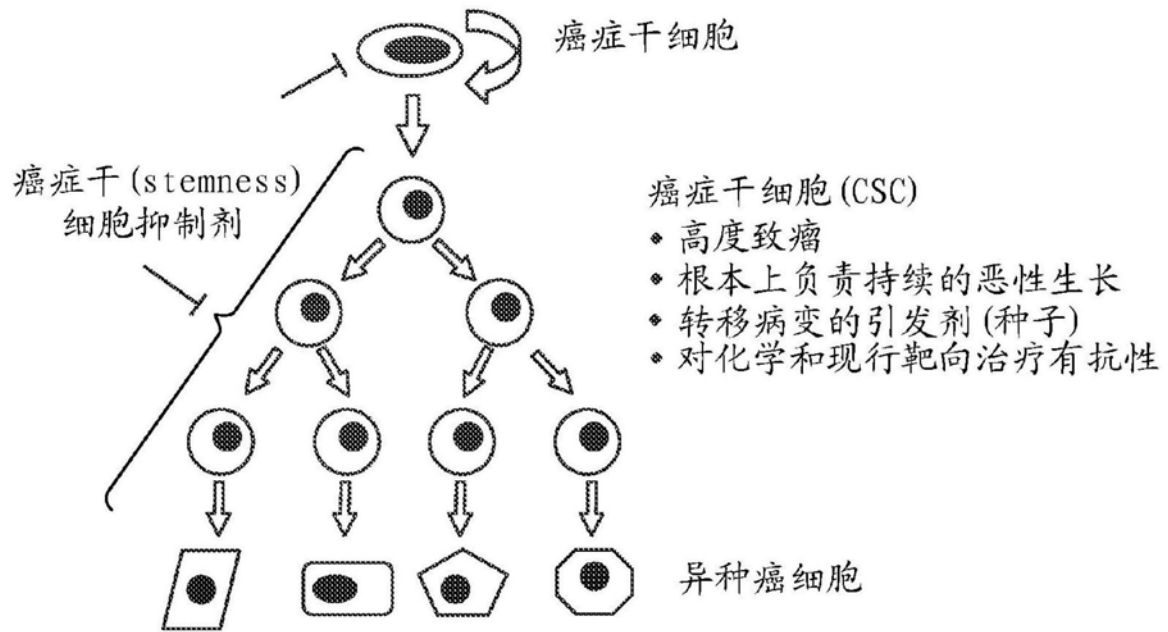 癌症干细胞
癌症干(stemness)
细胞抑制剂
癌症干细胞(CSC)
• 高度致瘤
• 根本上负责持续的恶性生长
• 转移病变的引发剂(种子)
• 对化学和现行靶向治疗有抗性
异种癌细胞